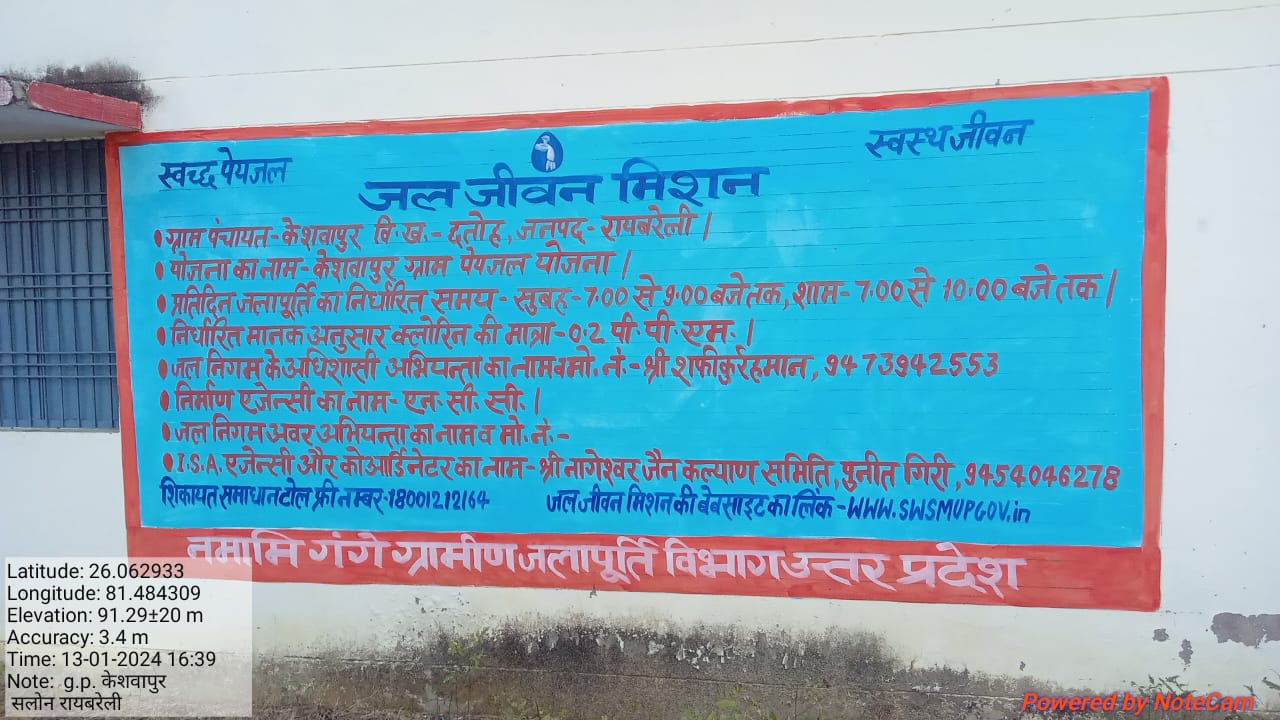 स्वच्छ पेयजल
स्वस्थ जीवन
जल जीवन मिशन
• ग्राम पंचायत-केशवापुर वि.ख.- दतोह, जनपद- रायबरेली |
• योजना का नाम-केशवापुर ग्राम पेयजल योजना |
• प्रतिदिन जलापूर्ति का निर्धारित समय- सुबह-7.00 से 9.00 बजे तक, शाम-7.00 से 10.00 बजे तक |
• निर्धारित मानक अनुसार क्लोरिन की मात्रा-0.2 पी.पी.एम. |
• जल निगम के अधिशासी अभियन्ता का नाम व मो. नं.- श्री शफीकुर्रहमान, 9473942553
• निर्माण एजेन्सी का नाम- एन.सी.सी. |
• जल निगम अवर अभियन्ता का नाम व मो. नं.-
• I.S.A. एजेन्सी और कोआर्डिनेटर का नाम- श्री नागेश्वर जैन कल्याण समिति, पुनीत गिरी, 9454046278
शिकायत समाधान टोल फ्री नम्बर-18001212164 जल जीवन मिशन की बेबसाइट का लिंक -WWW.SWSMUPGOV.in
नमामि गंगे ग्रामीण जलापूर्ति विभाग उत्तर प्रदेश
Latitude: 26.062933
Longitude: 81.484309
Elevation: 91.29±20 m
Accuracy: 3.4 m
Time: 13-01-2024 16:39
Note: g.p. केशवापुर
सलोन रायबरेली
Powered by NoteCam